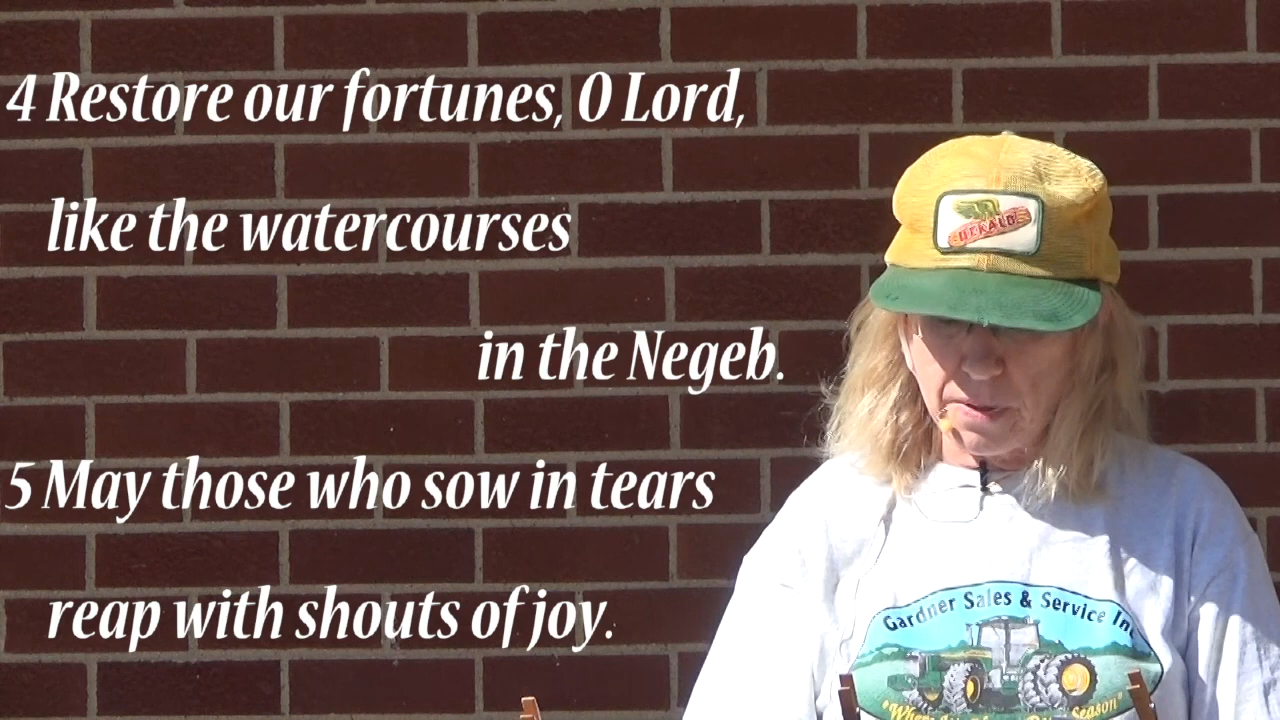 4 Restore our fortunes, O Lord,
like the watercourses
in the Negeb.
5 May those who sow in tears
reap with shouts of joy.
Gardner Sales & Service Inc
Season"